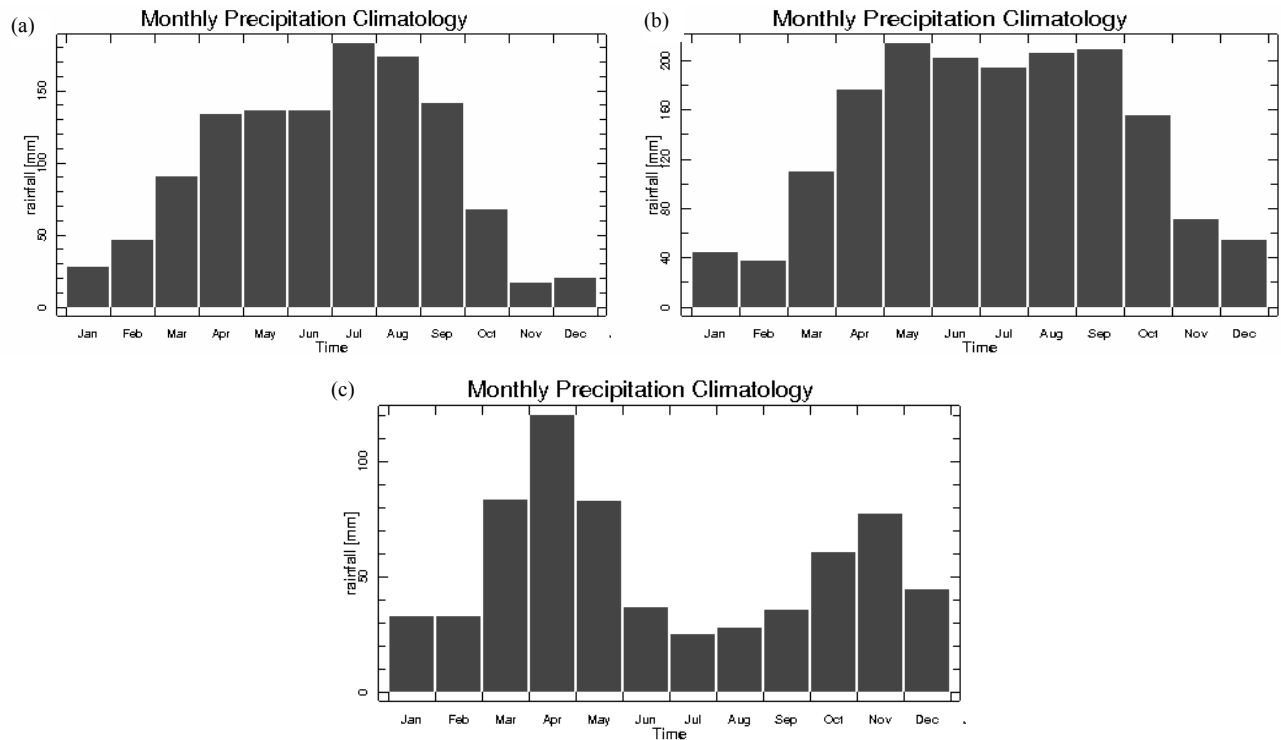 (a)
Monthly Precipitation Climatology
rainfall [mm]
150
100
50
0
Jan Feb Mar Apr May Jun Jul Aug Sep Oct Nov Dec
Time
(b)
Monthly Precipitation Climatology
rainfall [mm]
200
160
120
80
40
0
Jan Feb Mar Apr May Jun Jul Aug Sep Oct Nov Dec
Time
(c)
Monthly Precipitation Climatology
rainfall [mm]
100
50
0
Jan Feb Mar Apr May Jun Jul Aug Sep Oct Nov Dec
Time